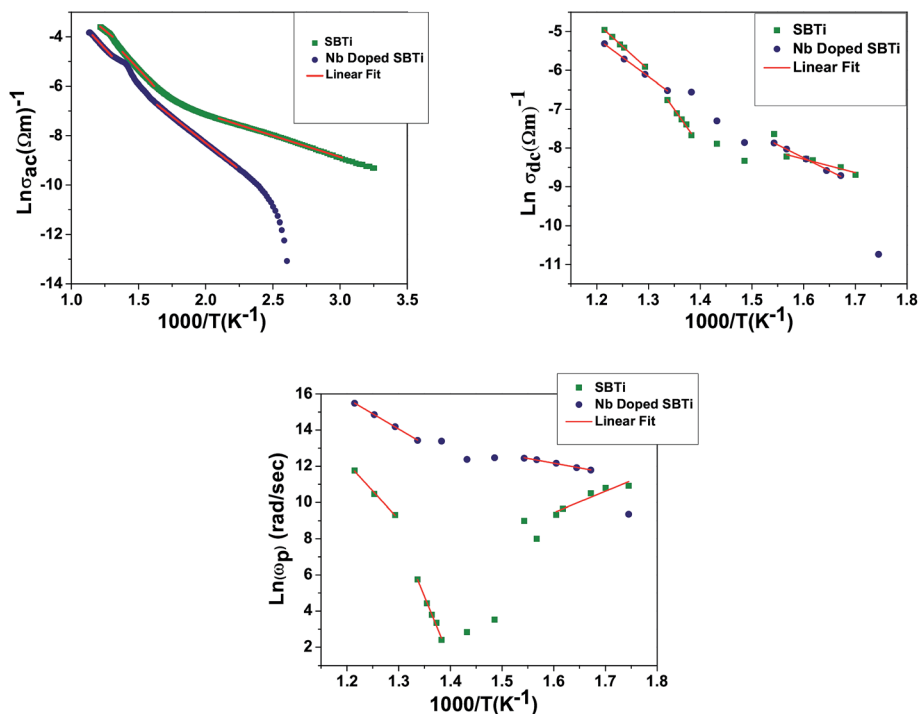 SBTi
Nb Doped SBTi
Linear Fit
Lnσac(Ωm)-1
-4
-6
-8
-10
-12
-14
1.0
1.5
2.0
2.5
3.0
3.5
1000/T(K-1)
SBTi
Nb Doped SBTi
Linear Fit
Ln σdc(Ωm)-1
-5
-6
-7
-8
-9
-10
-11
1.2
1.3
1.4
1.5
1.6
1.7
1.8
1000/T(K-1)
SBTi
Nb Doped SBTi
Linear Fit
Ln(ωp) (rad/sec)
16
14
12
10
8
6
4
2
1.2
1.3
1.4
1.5
1.6
1.7
1.8
1000/T(K-1)